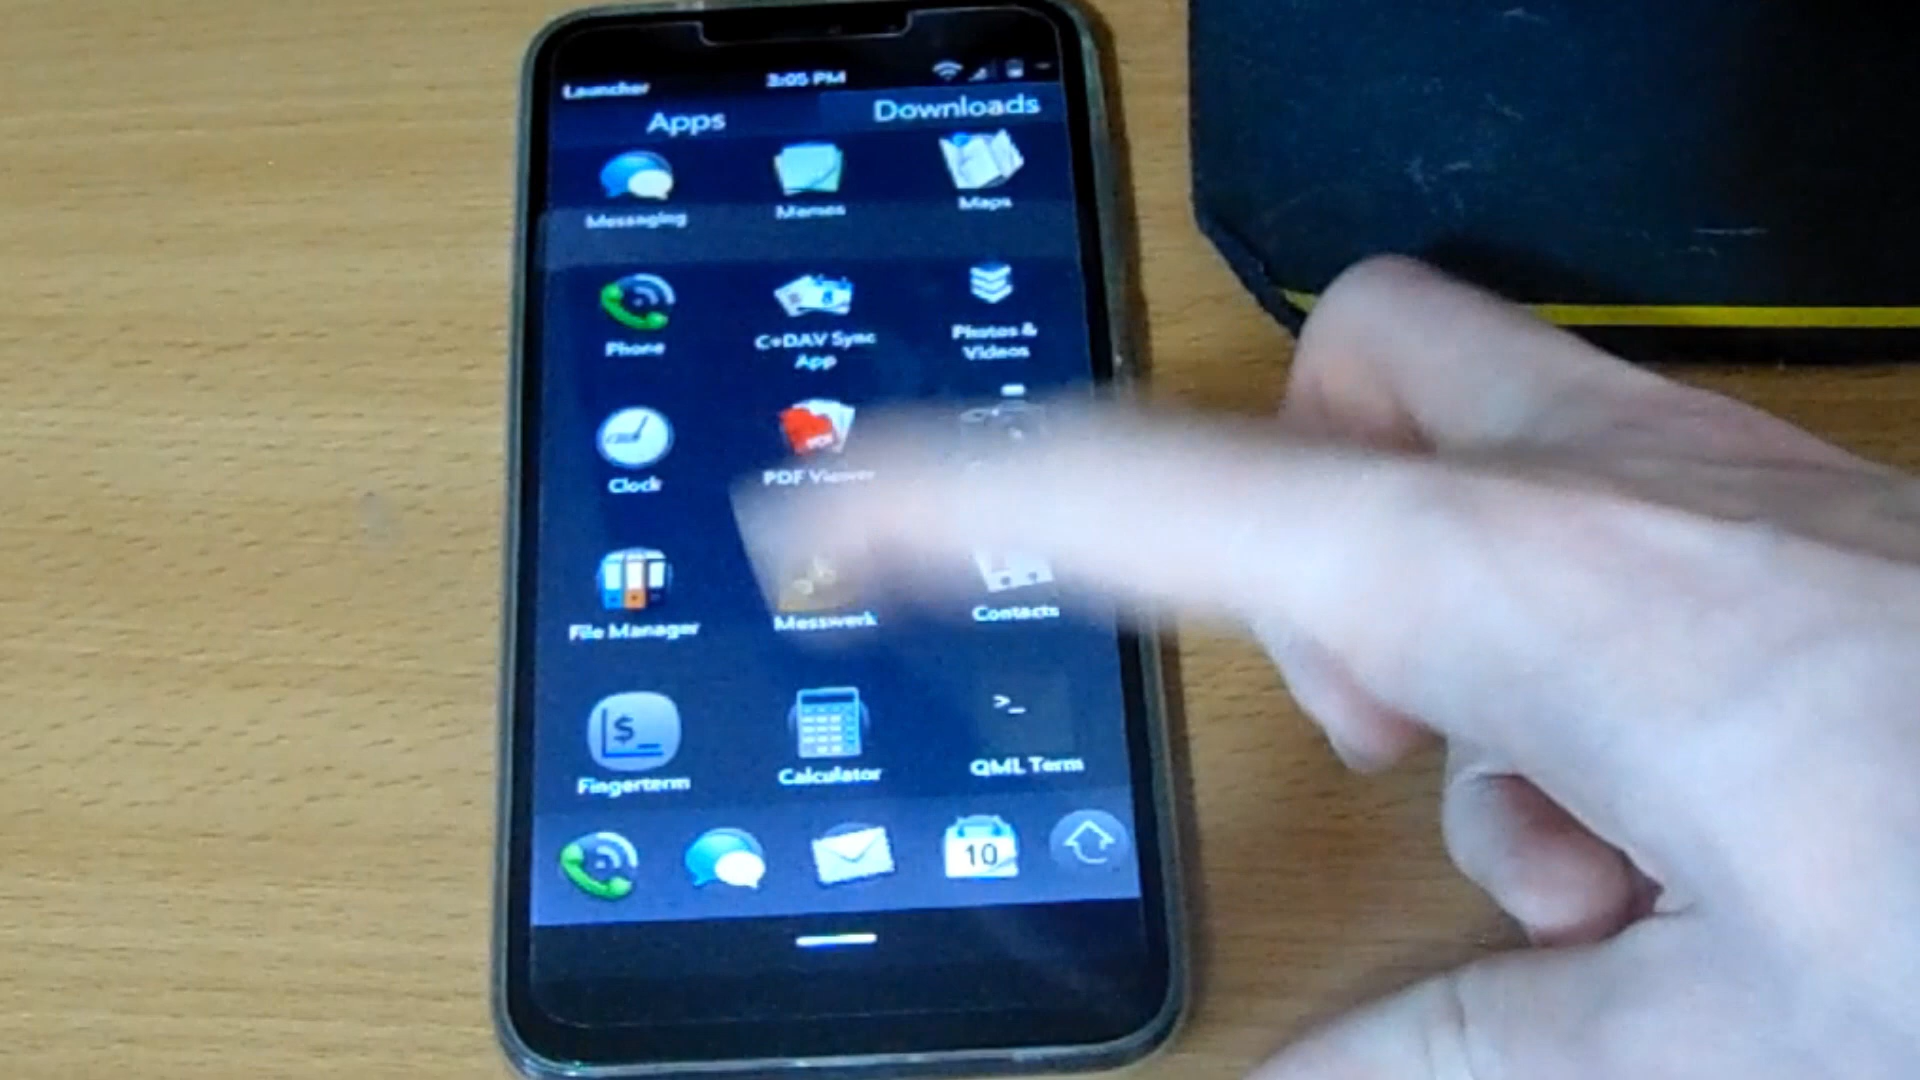 Launcher
3:05 PM
Apps
Downloads
Messaging
Memos
Maps
Phone
C+DAV Sync
App
Photos &
Videos
Clock
PDF Viewer
File Manager
Messwerk
Contacts
$_
Fingerterm
Calculator
>_
QML Term
10